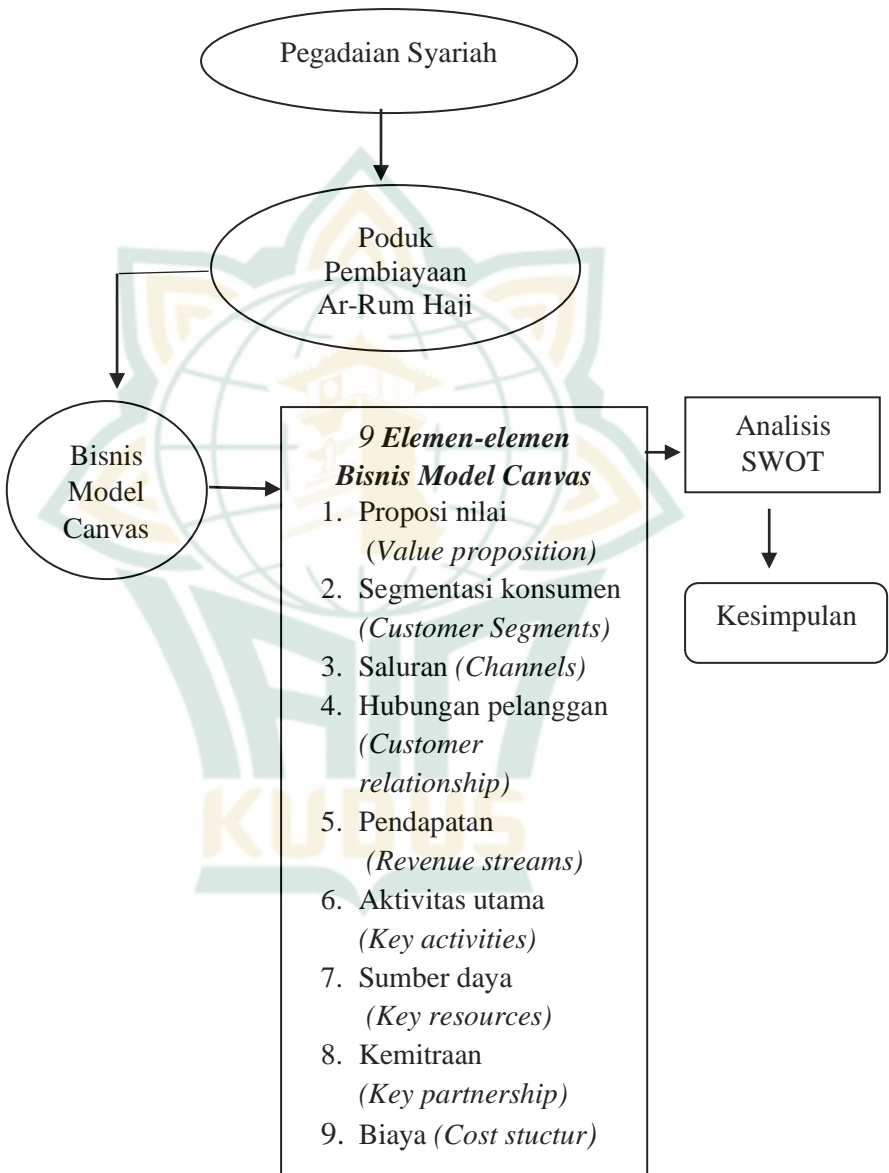 Pegadaian Syariah
Poduk
Pembiayaan
Ar-Rum Haji
Bisnis
Model
Canvas
9 Elemen-elemen
Bisnis Model Canvas
1. Proposi nilai
(Value proposition)
2. Segmentasi konsumen
(Customer Segments)
3. Saluran (Channels)
4. Hubungan pelanggan
(Customer
relationship)
5. Pendapatan
(Revenue streams)
6. Aktivitas utama
(Key activities)
7. Sumber daya
(Key resources)
8. Kemitraan
(Key partnership)
9. Biaya (Cost stuctur)
Analisis
SWOT
Kesimpulan
IAIN
KUDUS